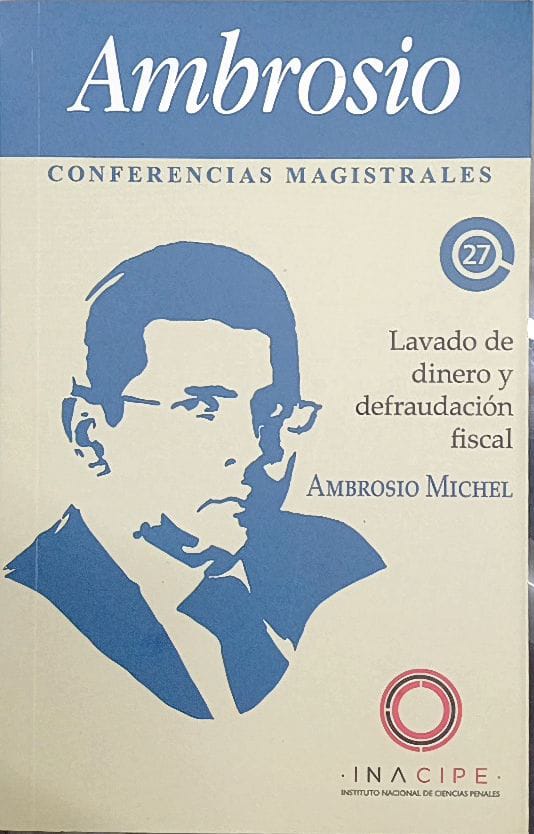 Ambrosio
CONFERENCIAS MAGISTRALES
27
Lavado de
dinero y
defraudación
fiscal
AMBROSIO MICHEL
·INACIPE·
INSTITUTO NACIONAL DE CIENCIAS PENALES